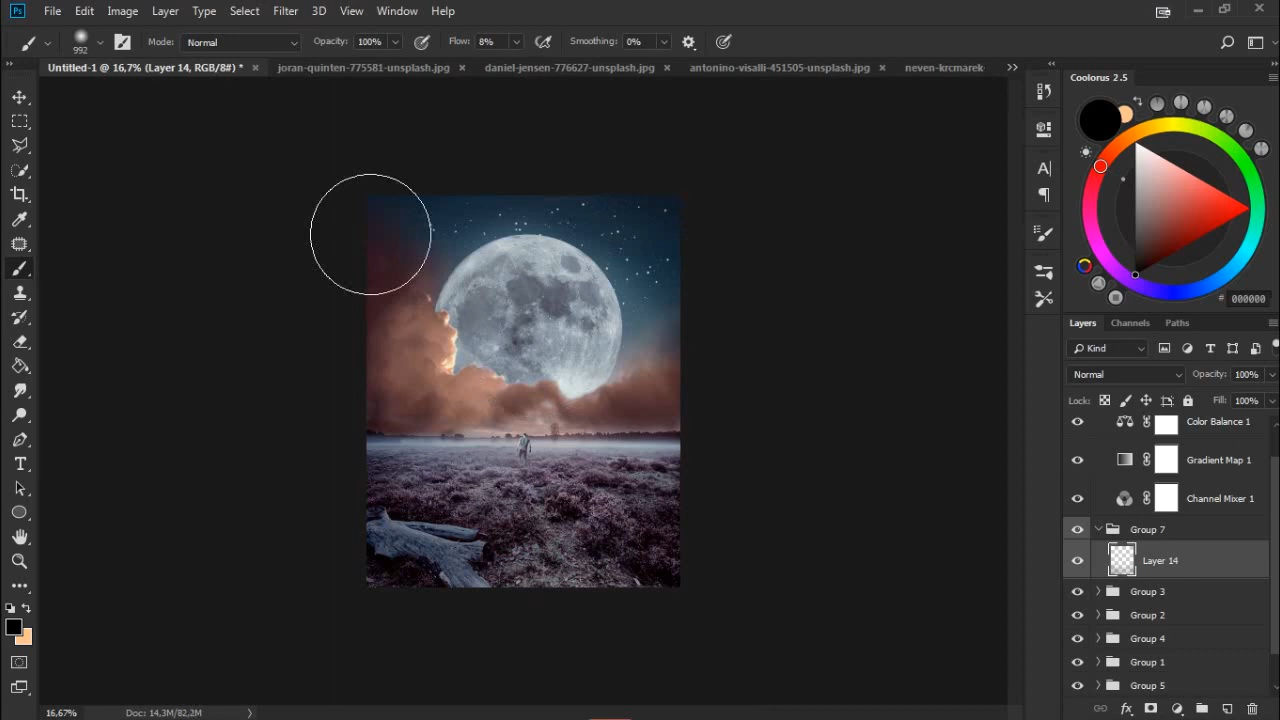 Ps File Edit Image Layer Type Select Filter 3D View Window Help
992 Mode: Normal Opacity: 100% Flow: 8% Smoothing: 0%
Untitled-1 @ 16,7% (Layer 14, RGB/8#) * × joran-quinten-775581-unsplash.jpg × daniel-jensen-776627-unsplash.jpg × antonino-visalli-451505-unsplash.jpg × neven-krcmarek
Coolorus 2.5
# 000000
Layers Channels Paths
Kind
Normal Opacity: 100%
Lock: Fill: 100%
Color Balance 1
Gradient Map 1
Channel Mixer 1
Group 7
Layer 14
Group 3
Group 2
Group 4
Group 1
Group 5
16,67% Doc: 14,3M/82,2M